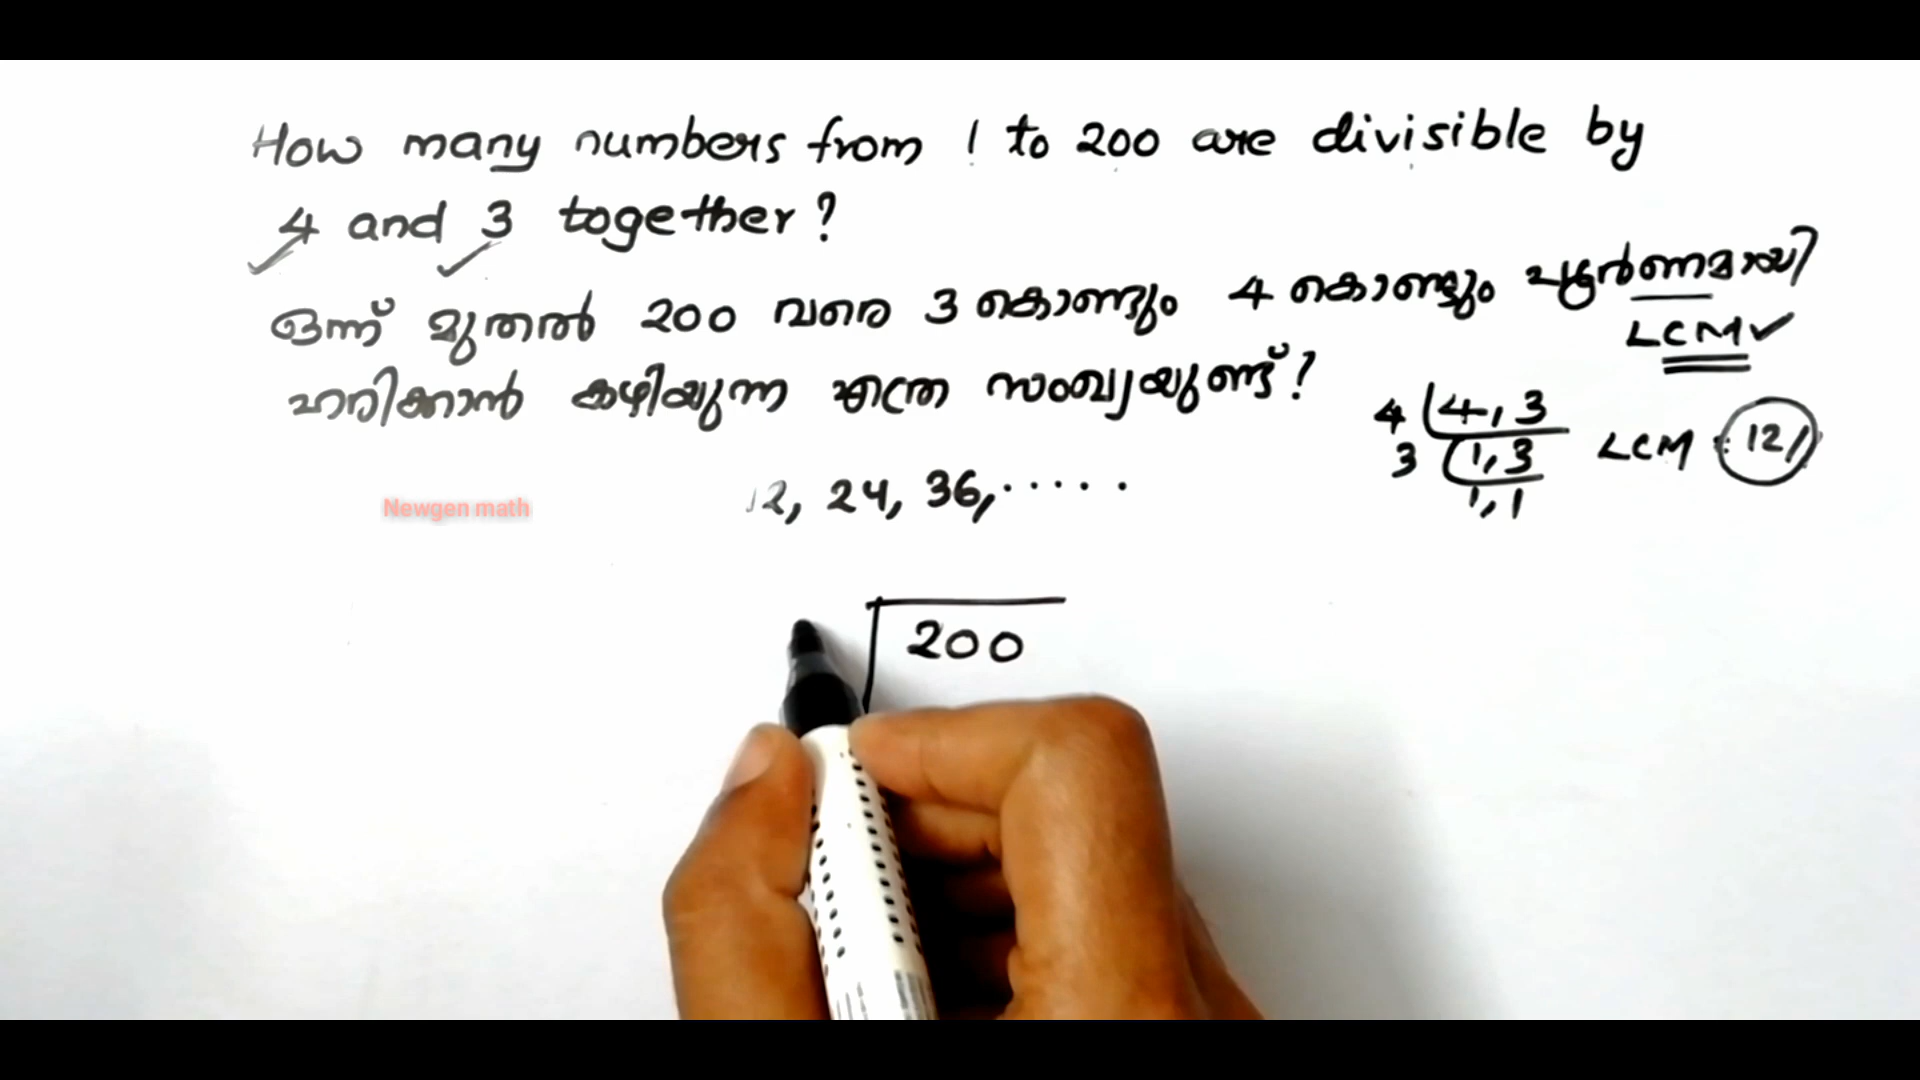 How many numbers from 1 to 200 are divisible by
4 and 3 together?
ഒന്ന് മുതൽ 200 വരെ 3 കൊണ്ടും 4 കൊണ്ടും പൂർണമായി
ഹരിക്കാൻ കഴിയുന്ന എത്ര സംഖ്യയുണ്ട്?
LCM✓
4 4, 3
3 1, 3
1, 1
LCM = 12/
12, 24, 36, ......
Newgen math
200